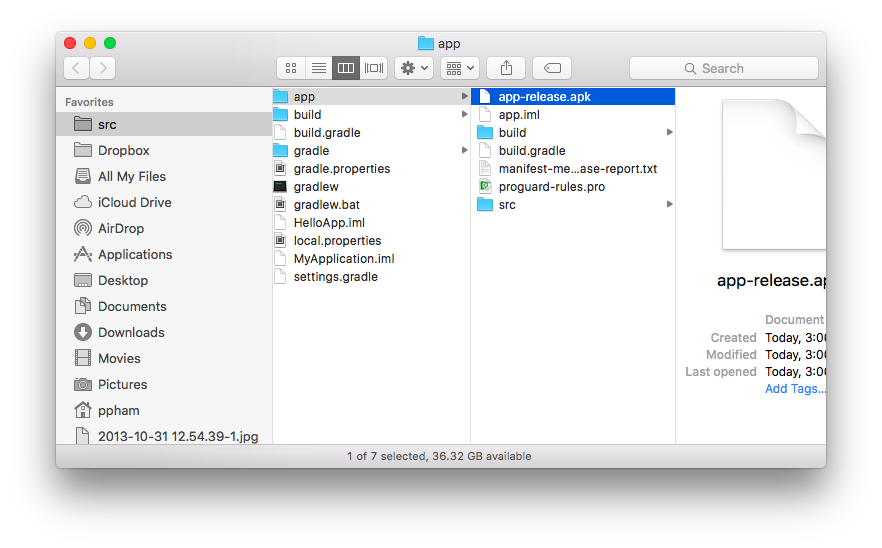 app
Search
Favorites
src
Dropbox
All My Files
iCloud Drive
AirDrop
Applications
Desktop
Documents
Downloads
Movies
Pictures
ppham
2013-10-31 12.54.39-1.jpg
app
build
build.gradle
gradle
gradle.properties
gradlew
gradlew.bat
HelloApp.iml
local.properties
MyApplication.iml
settings.gradle
app-release.apk
app.iml
build
build.gradle
manifest-me...ase-report.txt
proguard-rules.pro
src
app-release.ap
Document
Created Today, 3:00
Modified Today, 3:00
Last opened Today, 3:00
Add Tags...
1 of 7 selected, 36.32 GB available